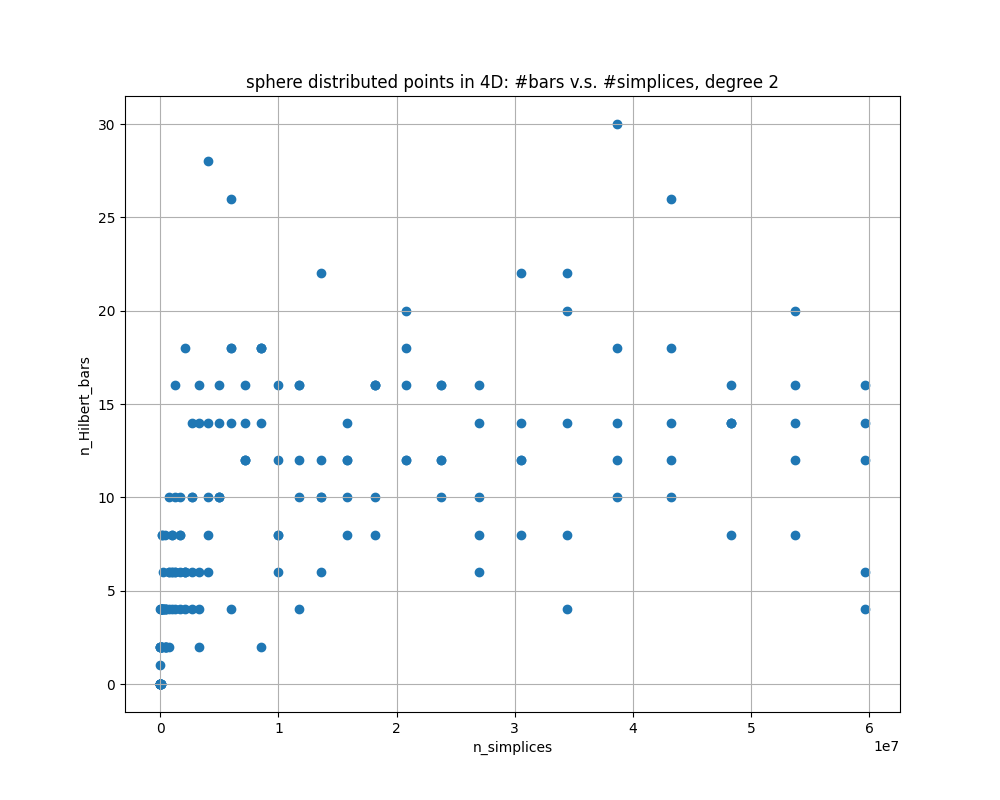 sphere distributed points in 4D: #bars v.s. #simplices, degree 2
30
25
20
15
10
5
0
n_Hilbert_bars
0 1 2 3 4 5 6
1e7
n_simplices